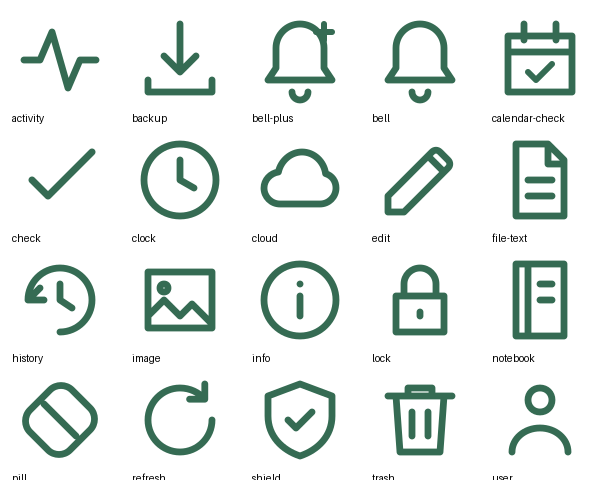 activity backup bell-plus bell calendar-check
check clock cloud edit file-text
history image info lock notebook
pill refresh shield trash user